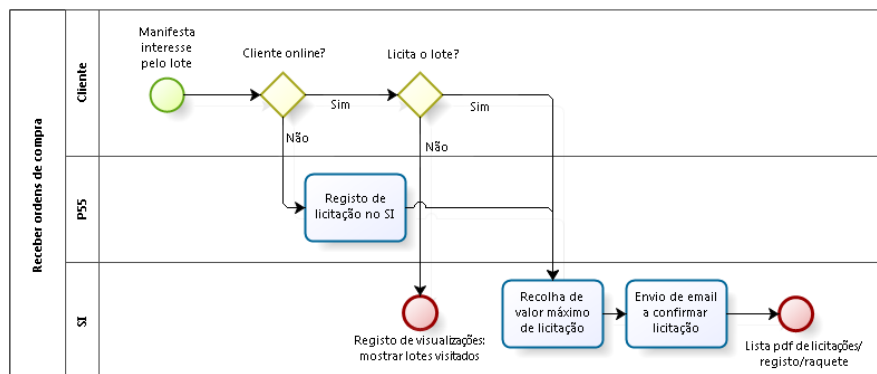 Receber ordens de compra
Cliente
Manifesta
interesse
pelo lote
Cliente online?
Licita o lote?
Sim
Sim
Não
Não
P55
Registo de
licitação no SI
SI
Registo de visualizações:
mostrar lotes visitados
Recolha de
valor máximo
de licitação
Envio de email
a confirmar
licitação
Lista pdf de licitações/
registo/raquete